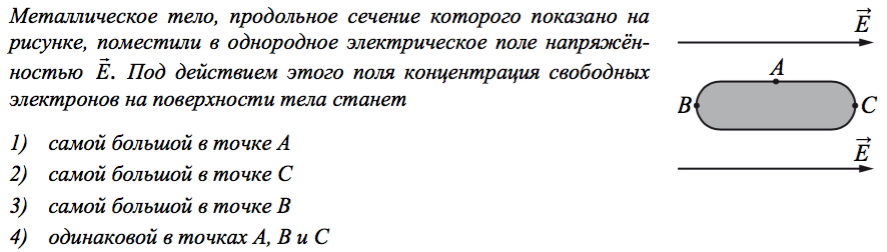 Металлическое тело, продольное сечение которого показано на
рисунке, поместили в однородное электрическое поле напряжён-
ностью E⃗. Под действием этого поля концентрация свободных
электронов на поверхности тела станет
1) самой большой в точке A
2) самой большой в точке C
3) самой большой в точке B
4) одинаковой в точках A, B и C
E⃗
A
B C
E⃗